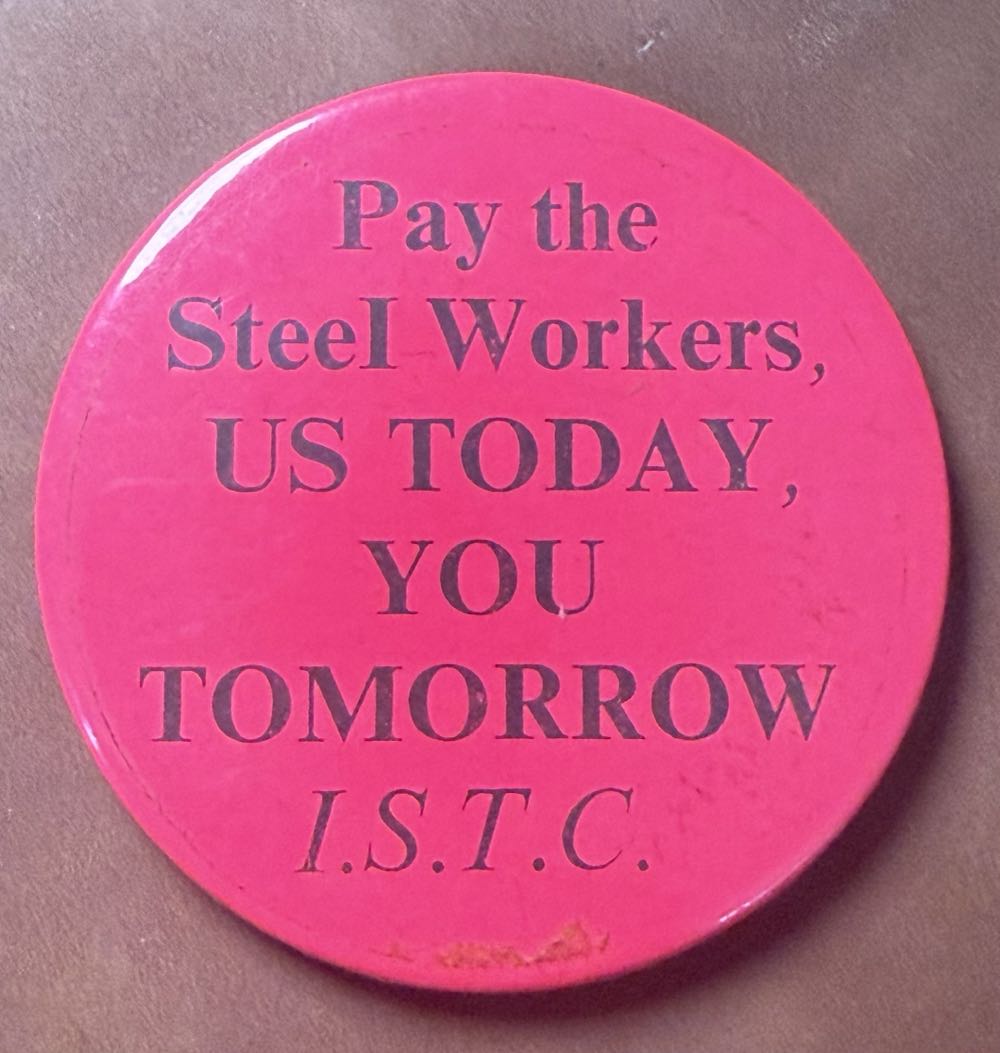 Pay the
Steel Workers,
US TODAY,
YOU
TOMORROW
I.S.T.C.